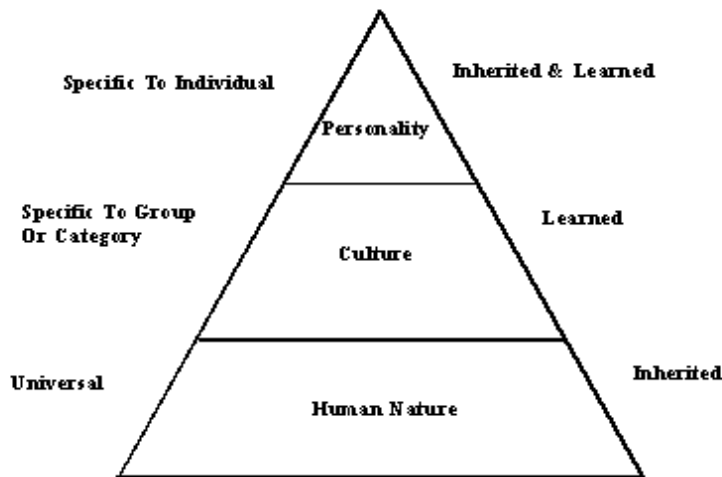 Specific To Individual
Inherited & Learned
Personality
Specific To Group
Or Category
Learned
Culture
Universal
Inherited
Human Nature